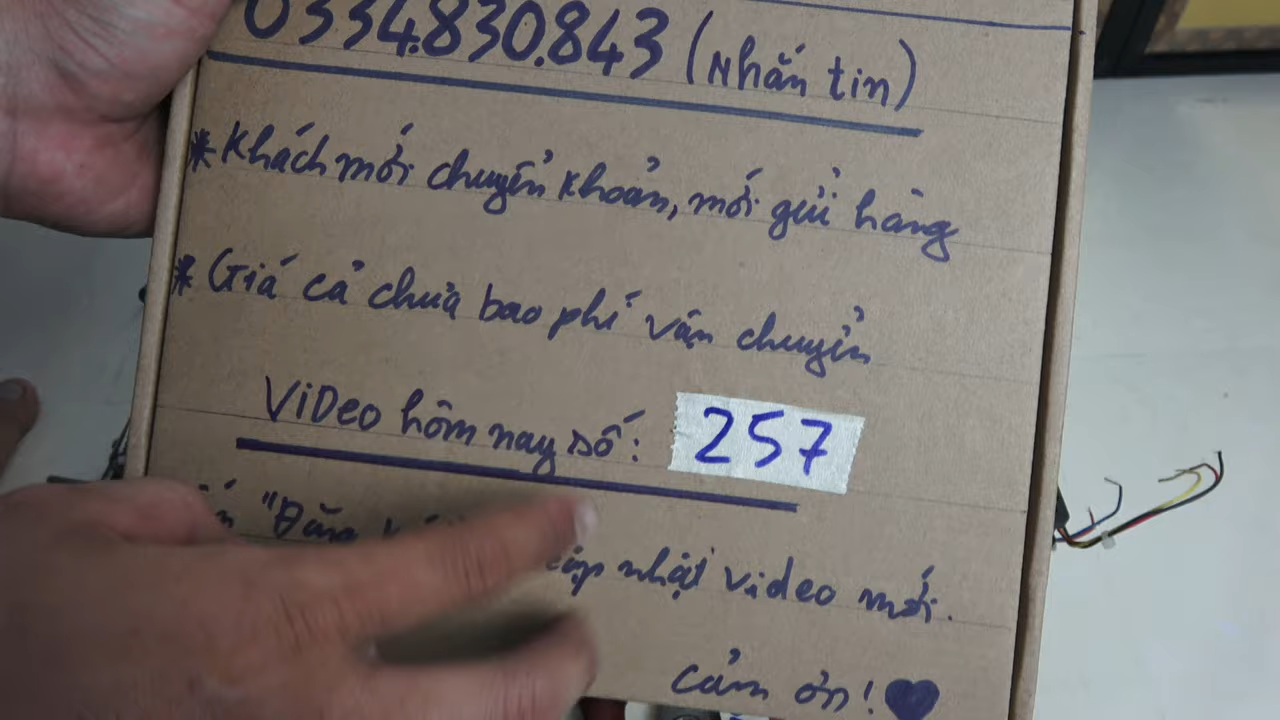 0334.830.843 (Nhắn tin)
* Khách mới chuyển khoản, mới gửi hàng
* Giá cả chưa bao phí vận chuyển
ViDeo hôm nay số: 257
"Đăng nhật video mới.
cảm ơn! ♥